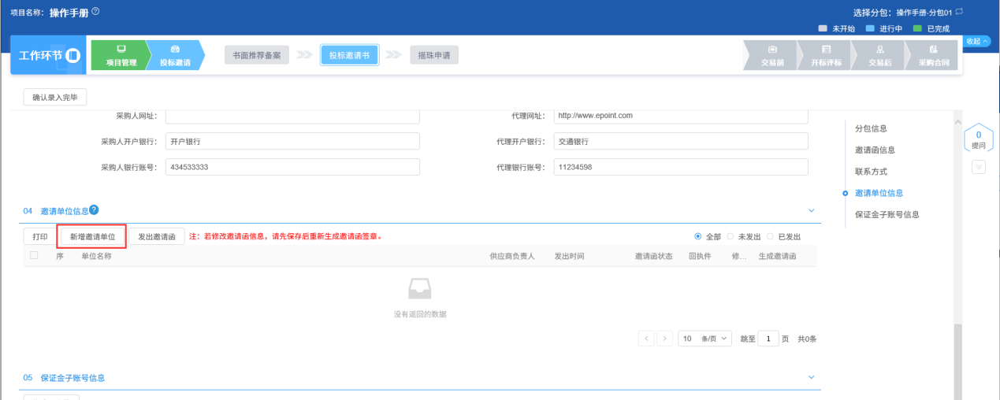 项目名称： 操作手册
选择分包： 操作手册-分包01
未开始 进行中 已完成
工作环节 项目管理 投标邀请 书面推荐备案 投标邀请书 摇珠申请 交易前 开标评标 交易后 采购合同 收起
确认录入完毕
采购人网址： 代理网址： http://www.epoint.com
采购人开户银行： 开户银行 代理开户银行： 交通银行
采购人银行账号： 434533333 代理银行账号： 11234598
分包信息
邀请函信息
联系方式
邀请单位信息
保证金子账号信息
0
提问
04 邀请单位信息
打印 新增邀请单位 发出邀请函 注：若修改邀请函信息，请先保存后重新生成邀请函签章。 全部 未发出 已发出
序 单位名称 供应商负责人 发出时间 邀请函状态 回执件 修... 生成邀请函
没有返回的数据
10 条/页 跳至 1 页 共0条
05 保证金子账号信息